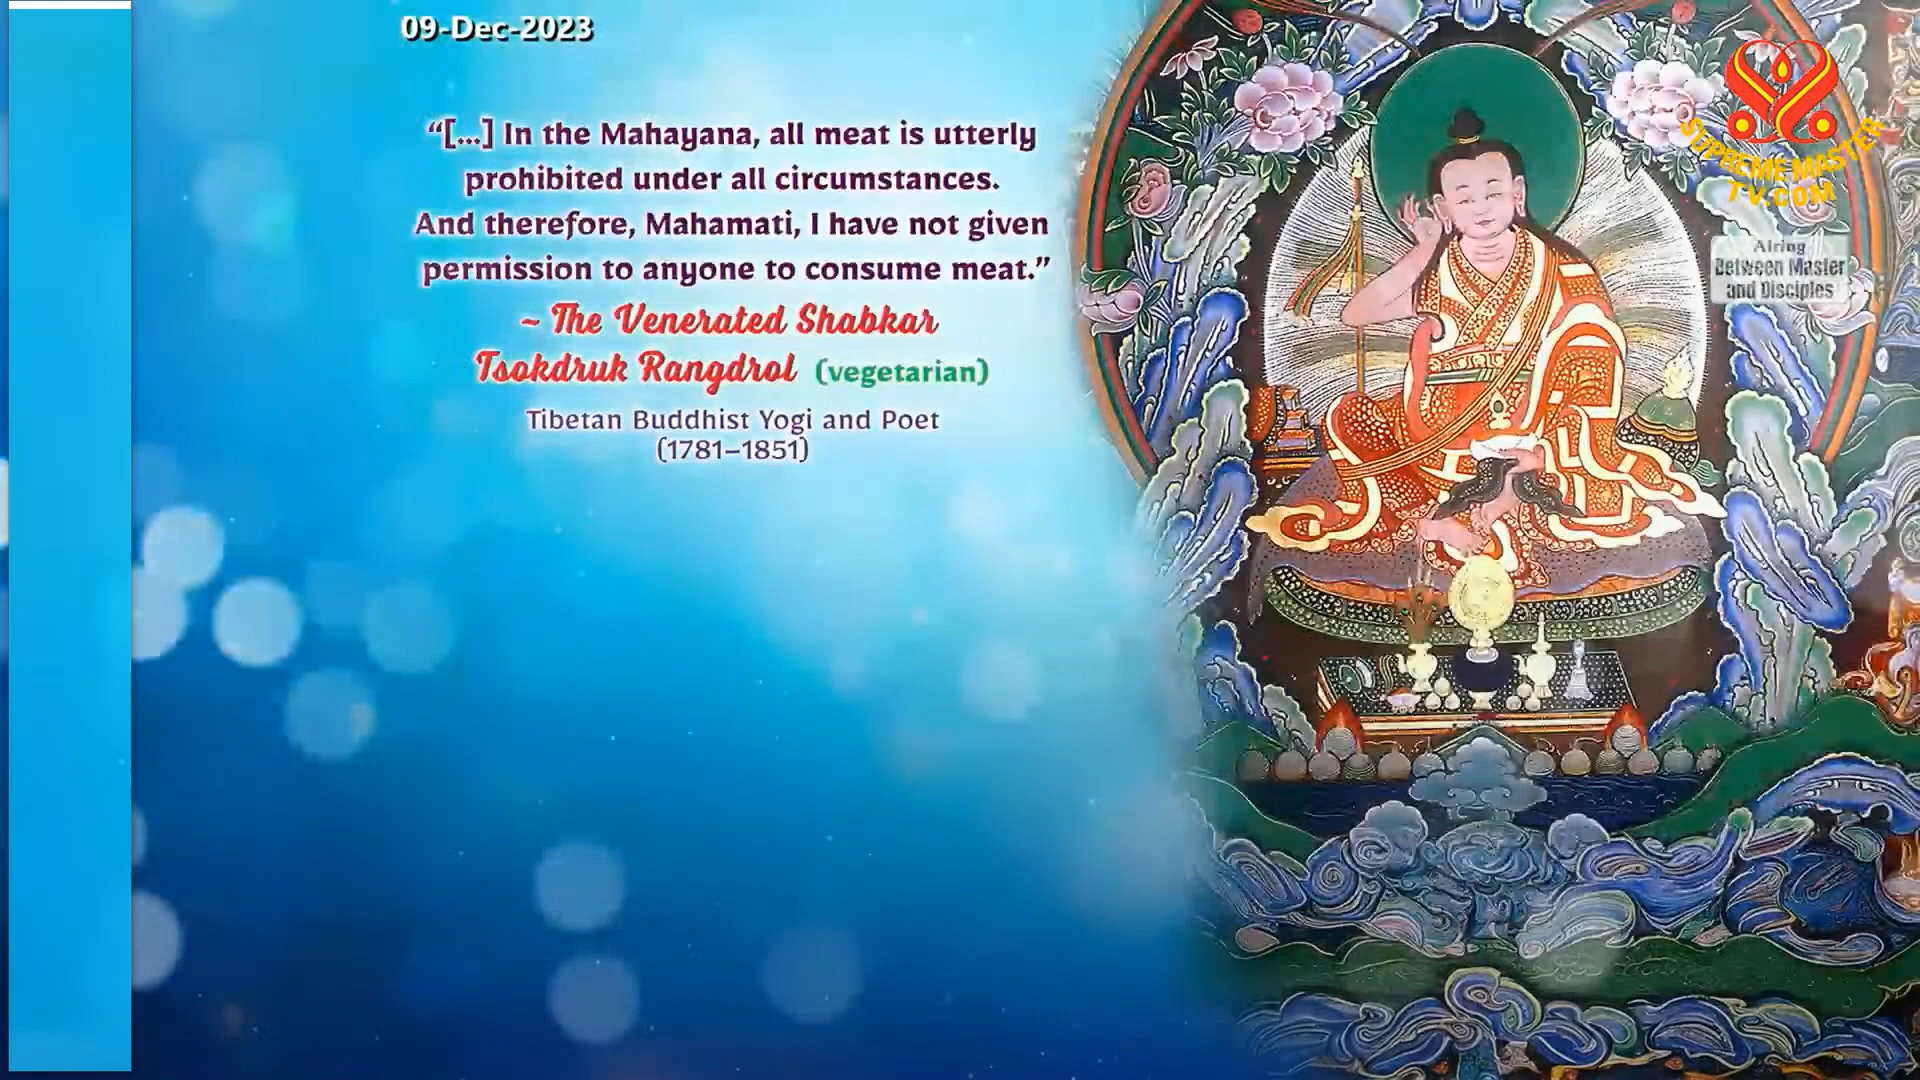 09-Dec-2023
“[...] In the Mahayana, all meat is utterly
prohibited under all circumstances.
And therefore, Mahamati, I have not given
permission to anyone to consume meat.”
~ The Venerated Shabkar
Tsokdruk Rangdrol (vegetarian)
Tibetan Buddhist Yogi and Poet
(1781–1851)
SUPREME MASTER
TV.COM
Airing
Between Master
and Disciples